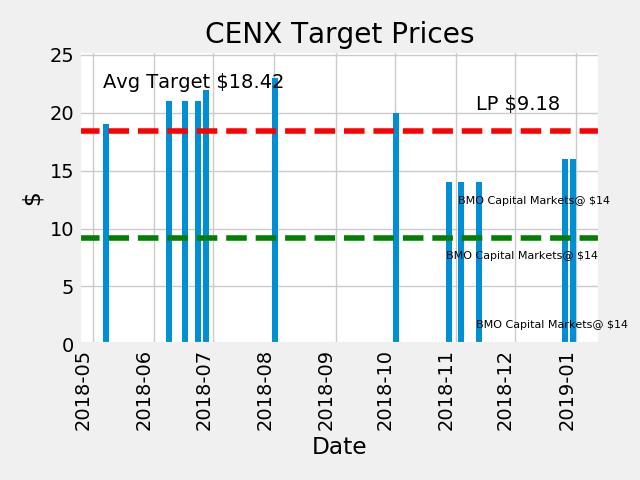 CENX Target Prices
25
Avg Target $18.42
LP $9.18
20
15
BMO Capital Markets@ $14
10
BMO Capital Markets@ $14
5
BMO Capital Markets@ $14
0
$
2018-05
2018-06
2018-07
2018-08
2018-09
2018-10
2018-11
2018-12
2019-01
Date